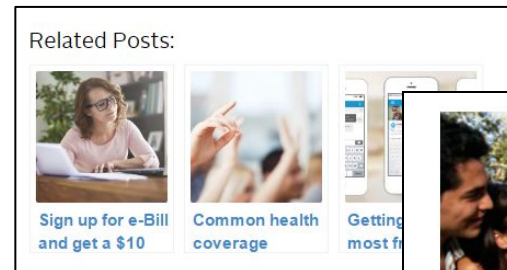 Related Posts:
Sign up for e-Bill
and get a $10
Common health
coverage
Getting
most